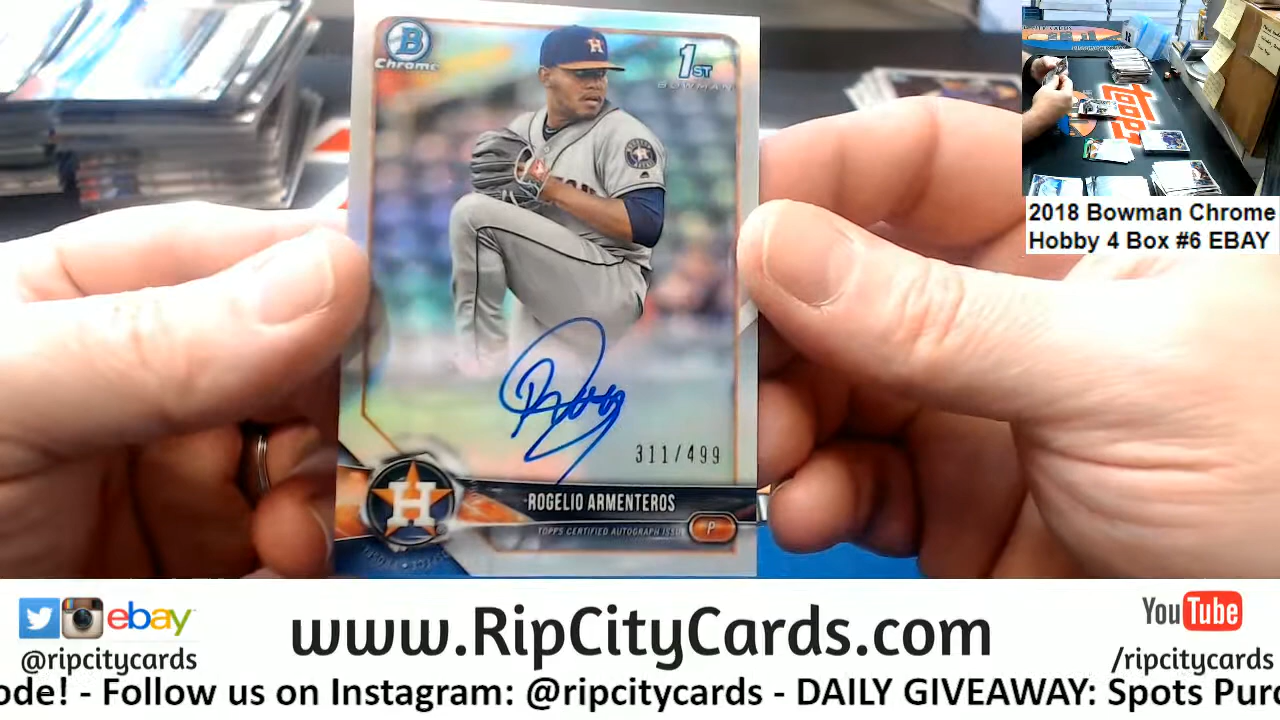 B
Chrome
1ST
BOWMAN
H
311/499
H
ROGELIO ARMENTEROS
TOPPS CERTIFIED AUTOGRAPH ISSUE
P
topps
2018 Bowman Chrome
Hobby 4 Box #6 EBAY
ebay
@ripcitycards
www.RipCityCards.com
YouTube
/ripcitycards
ode! - Follow us on Instagram: @ripcitycards - DAILY GIVEAWAY: Spots Purc